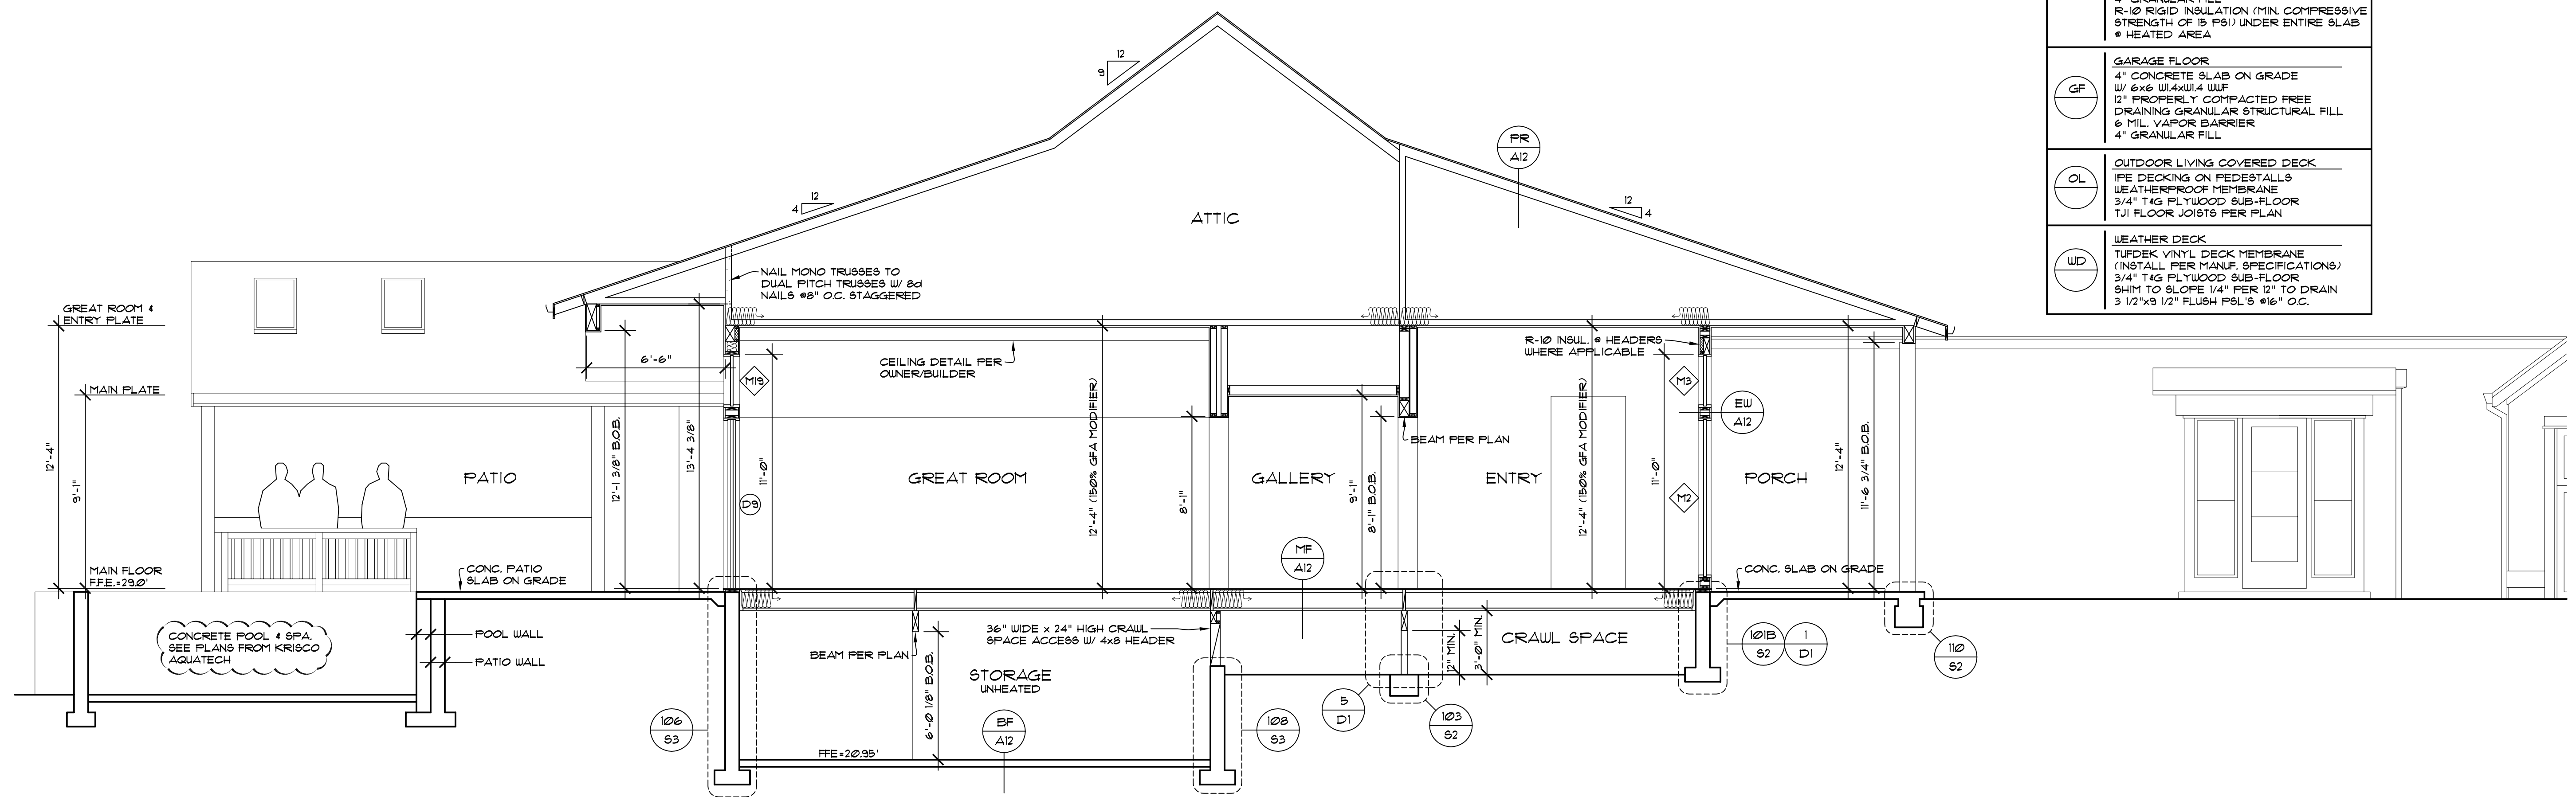 4" GRANULAR FILL
R-10 RIGID INSULATION (MIN. COMPRESSIVE
STRENGTH OF 15 PSI) UNDER ENTIRE SLAB
@ HEATED AREA
GF
GARAGE FLOOR
4" CONCRETE SLAB ON GRADE
W/ 6x6 W1.4xW1.4 WWF
12" PROPERLY COMPACTED FREE
DRAINING GRANULAR STRUCTURAL FILL
6 MIL. VAPOR BARRIER
4" GRANULAR FILL
OL
OUTDOOR LIVING COVERED DECK
IPE DECKING ON PEDESTALLS
WEATHERPROOF MEMBRANE
3/4" T&G PLYWOOD SUB-FLOOR
TJI FLOOR JOISTS PER PLAN
WD
WEATHER DECK
TUFDEK VINYL DECK MEMBRANE
(INSTALL PER MANUF. SPECIFICATIONS)
3/4" T&G PLYWOOD SUB-FLOOR
SHIM TO SLOPE 1/4" PER 12" TO DRAIN
3 1/2"x9 1/2" FLUSH PSL'S @16" O.C.
12
9
PR
A12
12
4
ATTIC
12
4
NAIL MONO TRUSSES TO
DUAL PITCH TRUSSES W/ 8d
NAILS @8" O.C. STAGGERED
GREAT ROOM &
ENTRY PLATE
6'-6"
CEILING DETAIL PER
OWNER/BUILDER
R-10 INSUL. @ HEADERS
WHERE APPLICABLE
MAIN PLATE
M19
M3
EW
A12
BEAM PER PLAN
12'-4"
9'-1"
PATIO
12'-1 3/8" B.O.B.
13'-4 3/8"
11'-0"
D9
GREAT ROOM
12'-4" (150% GFA MODIFIER)
8'-1"
GALLERY
9'-1"
8'-1" B.O.B.
ENTRY
12'-4" (150% GFA MODIFIER)
11'-0"
M2
PORCH
12'-4"
11'-6 3/4" B.O.B.
MF
A12
MAIN FLOOR
F.F.E.=29.0'
CONC. PATIO
SLAB ON GRADE
CONC. SLAB ON GRADE
CONCRETE POOL & SPA.
SEE PLANS FROM KRISCO
AQUATECH
POOL WALL
PATIO WALL
BEAM PER PLAN
36" WIDE x 24" HIGH CRAWL
SPACE ACCESS W/ 4x8 HEADER
6'-0 1/8" B.O.B.
STORAGE
UNHEATED
12" MIN.
3'-0" MIN.
CRAWL SPACE
101B
S2
1
D1
110
S2
106
S3
FFE=20.95'
BF
A12
108
S3
5
D1
103
S2